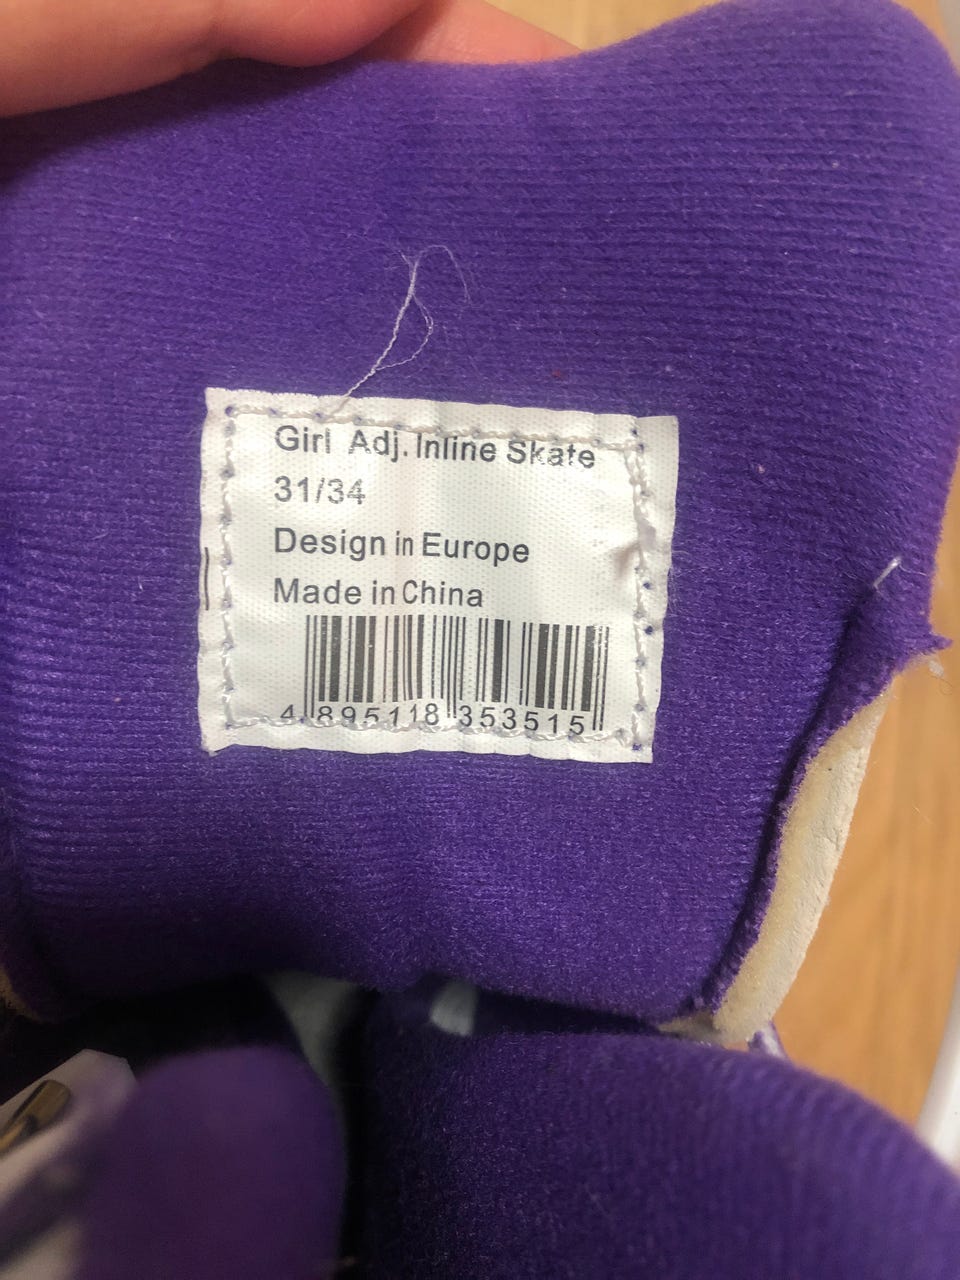 Girl Adj. Inline Skate
31/34
Design in Europe
Made in China
4 895118 353515